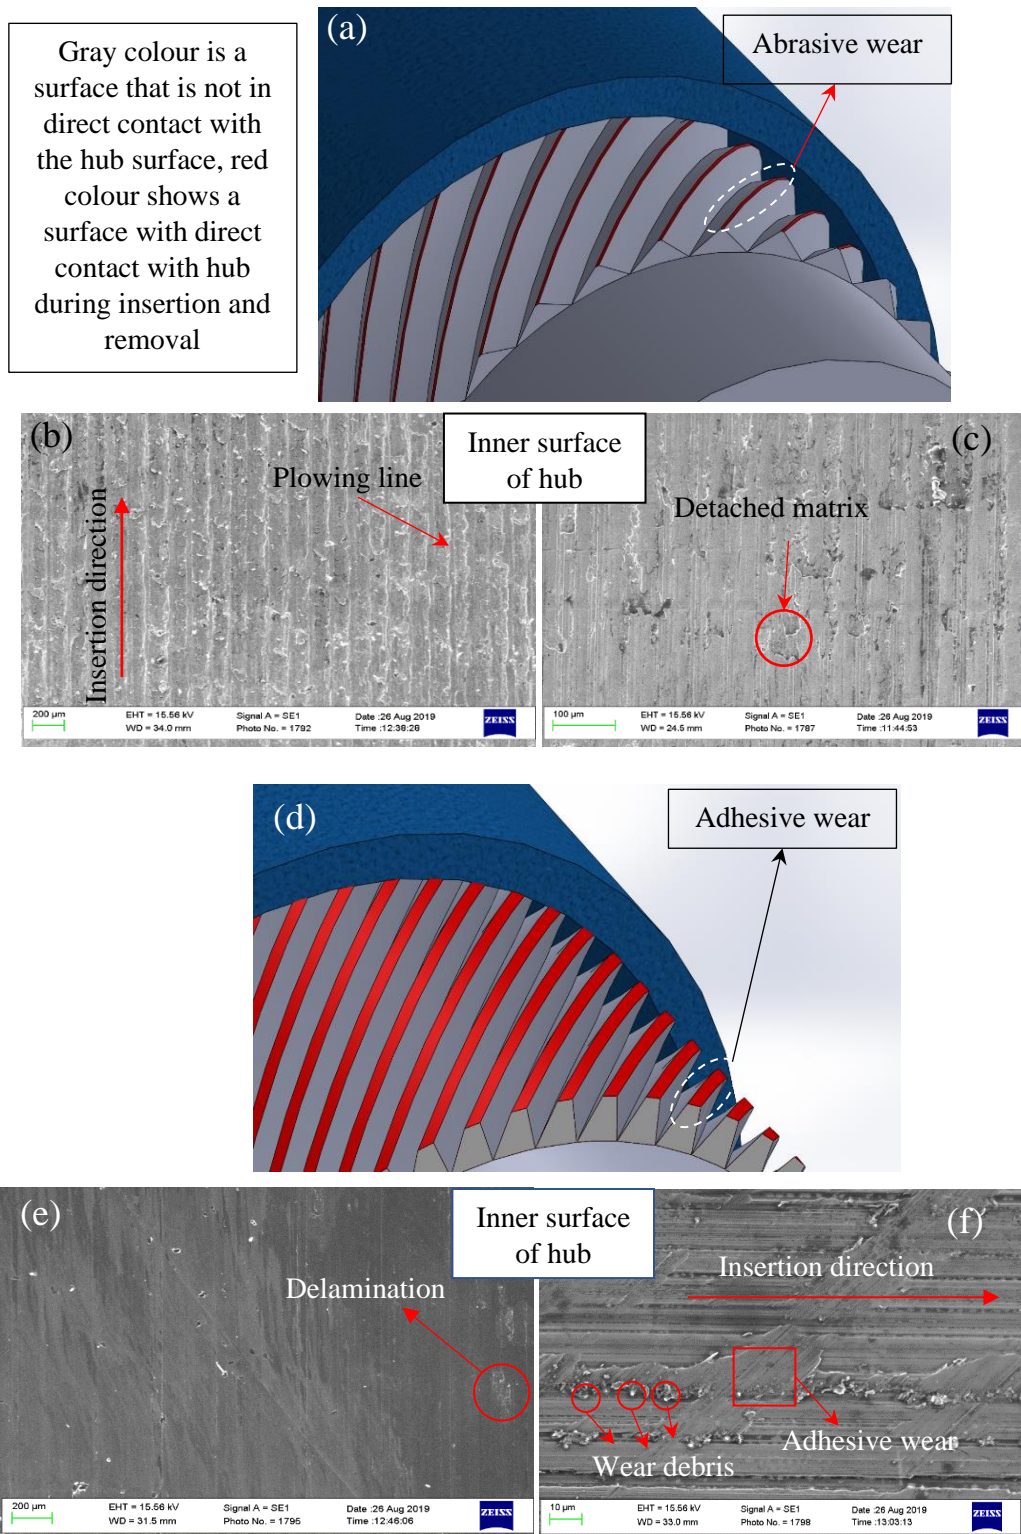 Gray colour is a
surface that is not in
direct contact with
the hub surface, red
colour shows a
surface with direct
contact with hub
during insertion and
removal
(a)
Abrasive wear
(b)
Insertion direction
Plowing line
Inner surface
of hub
(c)
Detached matrix
200 µm
EHT = 15.56 kV
WD = 34.0 mm
Signal A = SE1
Photo No. = 1792
Date :26 Aug 2019
Time :12:38:26
ZEISS
100 µm
EHT = 15.56 kV
WD = 24.5 mm
Signal A = SE1
Photo No. = 1787
Date :26 Aug 2019
Time :11:44:53
ZEISS
(d)
Adhesive wear
(e)
Delamination
Inner surface
of hub
(f)
Insertion direction
Wear debris
Adhesive wear
200 µm
EHT = 15.56 kV
WD = 31.5 mm
Signal A = SE1
Photo No. = 1795
Date :26 Aug 2019
Time :12:46:06
ZEISS
10 µm
EHT = 15.56 kV
WD = 33.0 mm
Signal A = SE1
Photo No. = 1798
Date :26 Aug 2019
Time :13:03:13
ZEISS